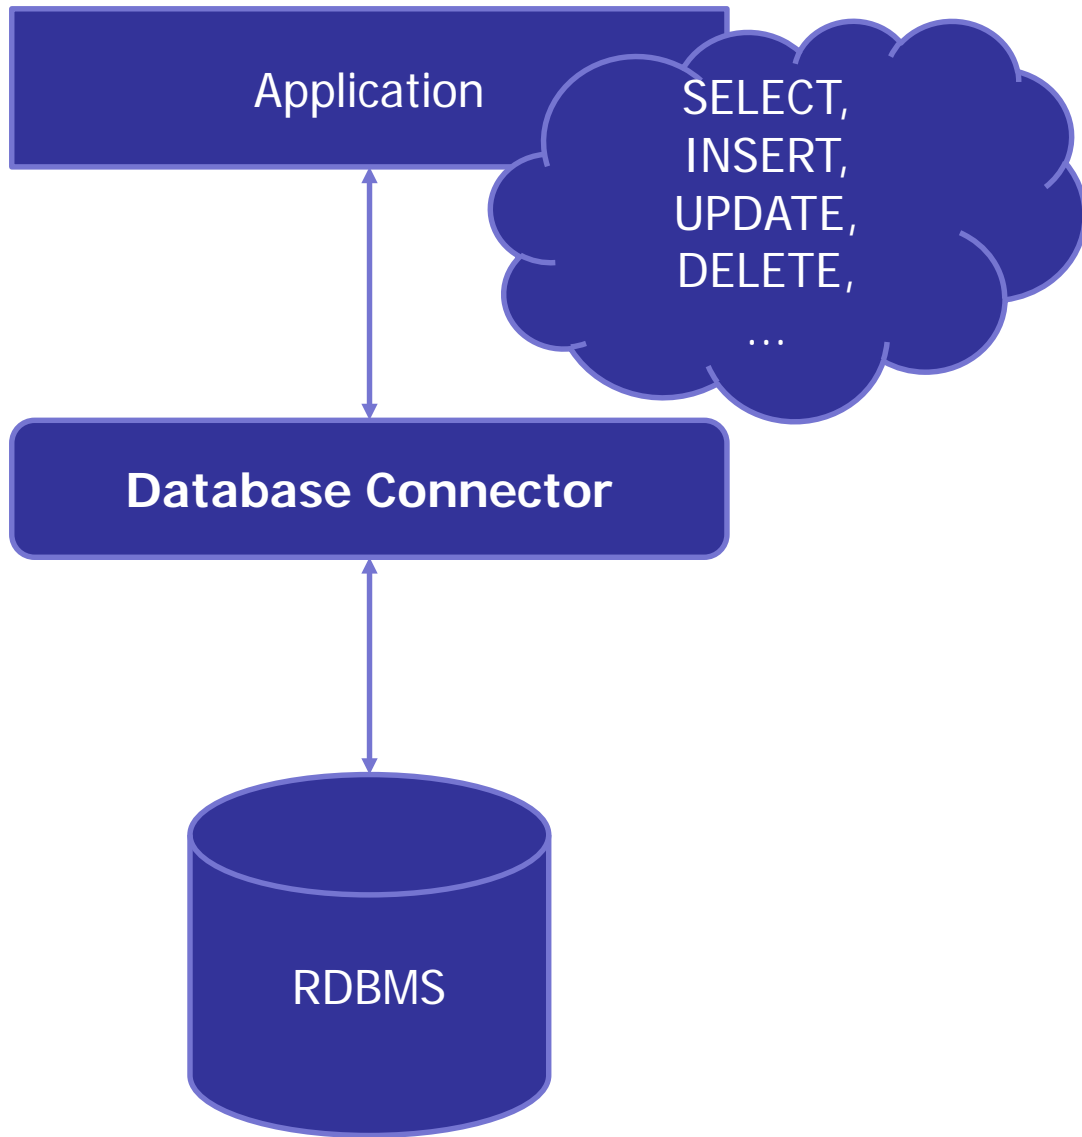 Application
SELECT,
INSERT,
UPDATE,
DELETE,
...
Database Connector
RDBMS